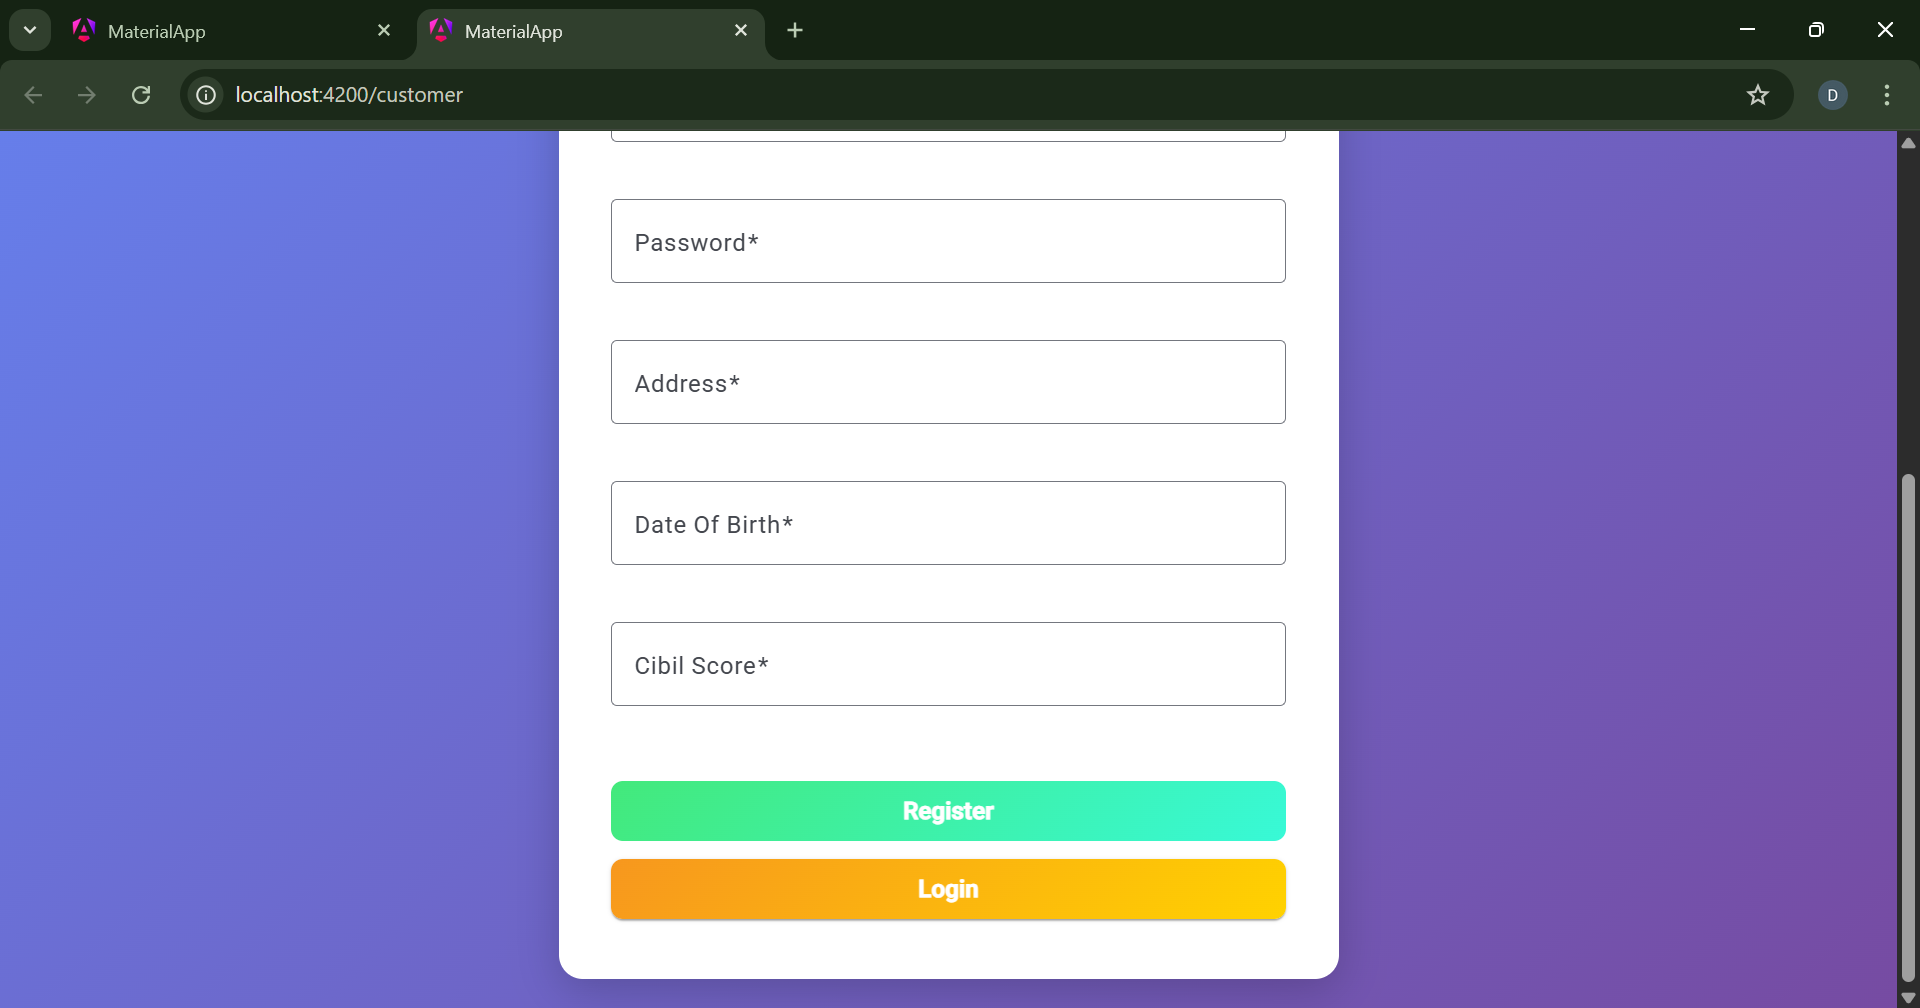 MaterialApp
MaterialApp
localhost:4200/customer
D
Password*
Address*
Date Of Birth*
Cibil Score*
Register
Login